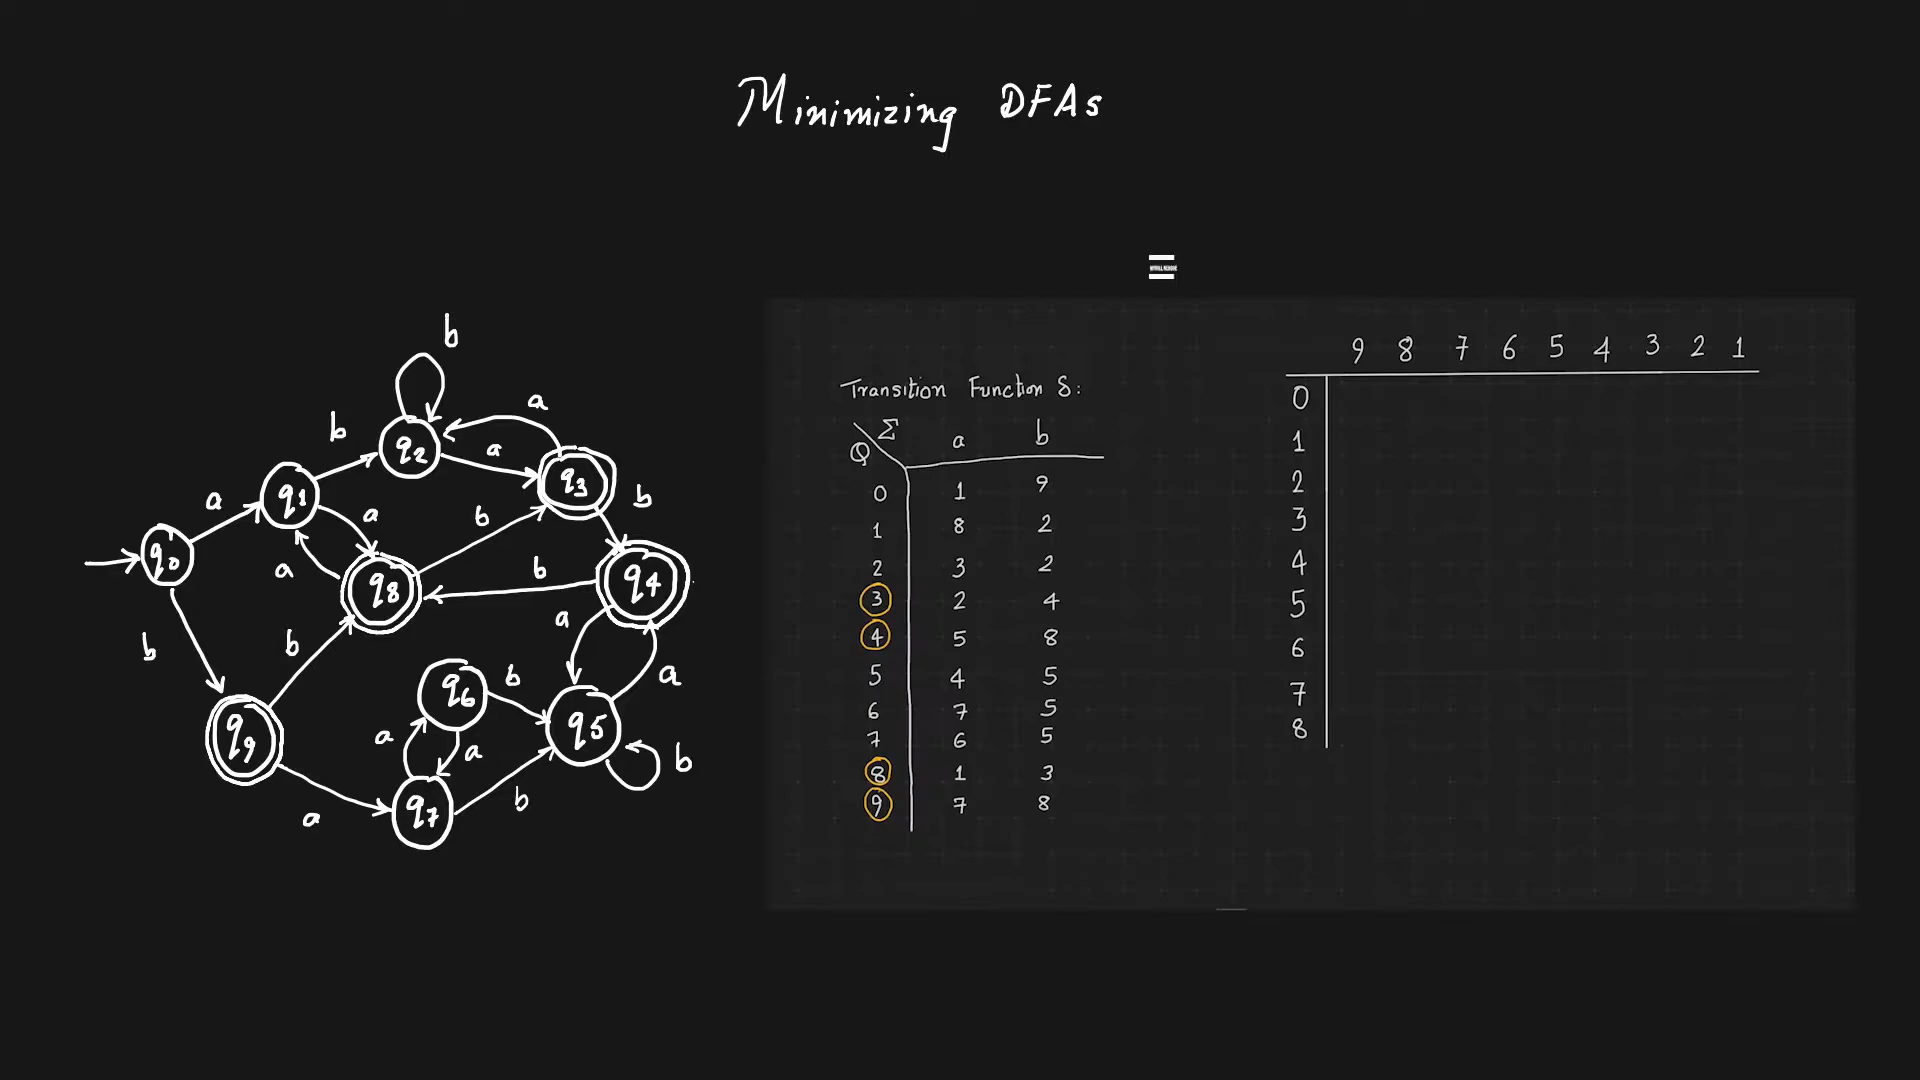 Minimizing DFAs
b
a
b
q2
a
q3
b
q1
a
a
b
q0
a
q8
b
q4
a
b
b
q6
b
a
q9
a
a
q5
b
q7
b
a
Transition Function δ:
Q Σ a b
0 1 9
1 8 2
2 3 2
3 2 4
4 5 8
5 4 5
6 7 5
7 6 5
8 1 3
9 7 8
9 8 7 6 5 4 3 2 1
0
1
2
3
4
5
6
7
8